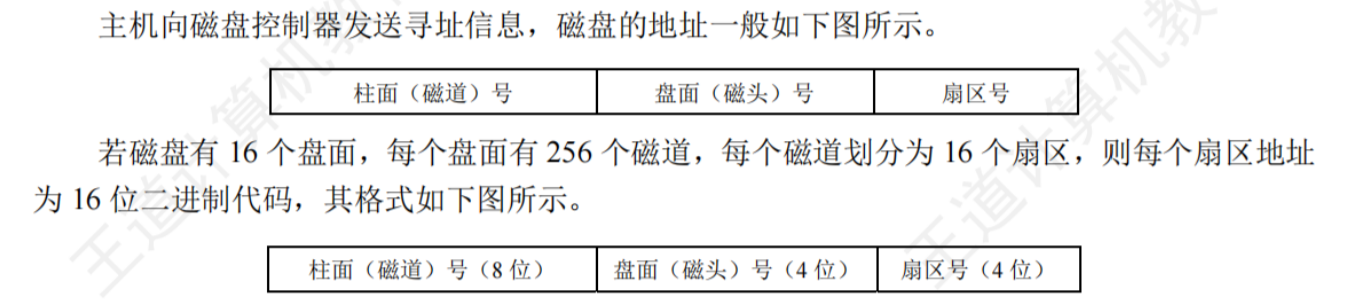 主机向磁盘控制器发送寻址信息，磁盘的地址一般如下图所示。
柱面（磁道）号 盘面（磁头）号 扇区号
若磁盘有 16 个盘面，每个盘面有 256 个磁道，每个磁道划分为 16 个扇区，则每个扇区地址
为 16 位二进制代码，其格式如下图所示。
柱面（磁道）号（8 位） 盘面（磁头）号（4 位） 扇区号（4 位）
王道计算机教
王道计算机教